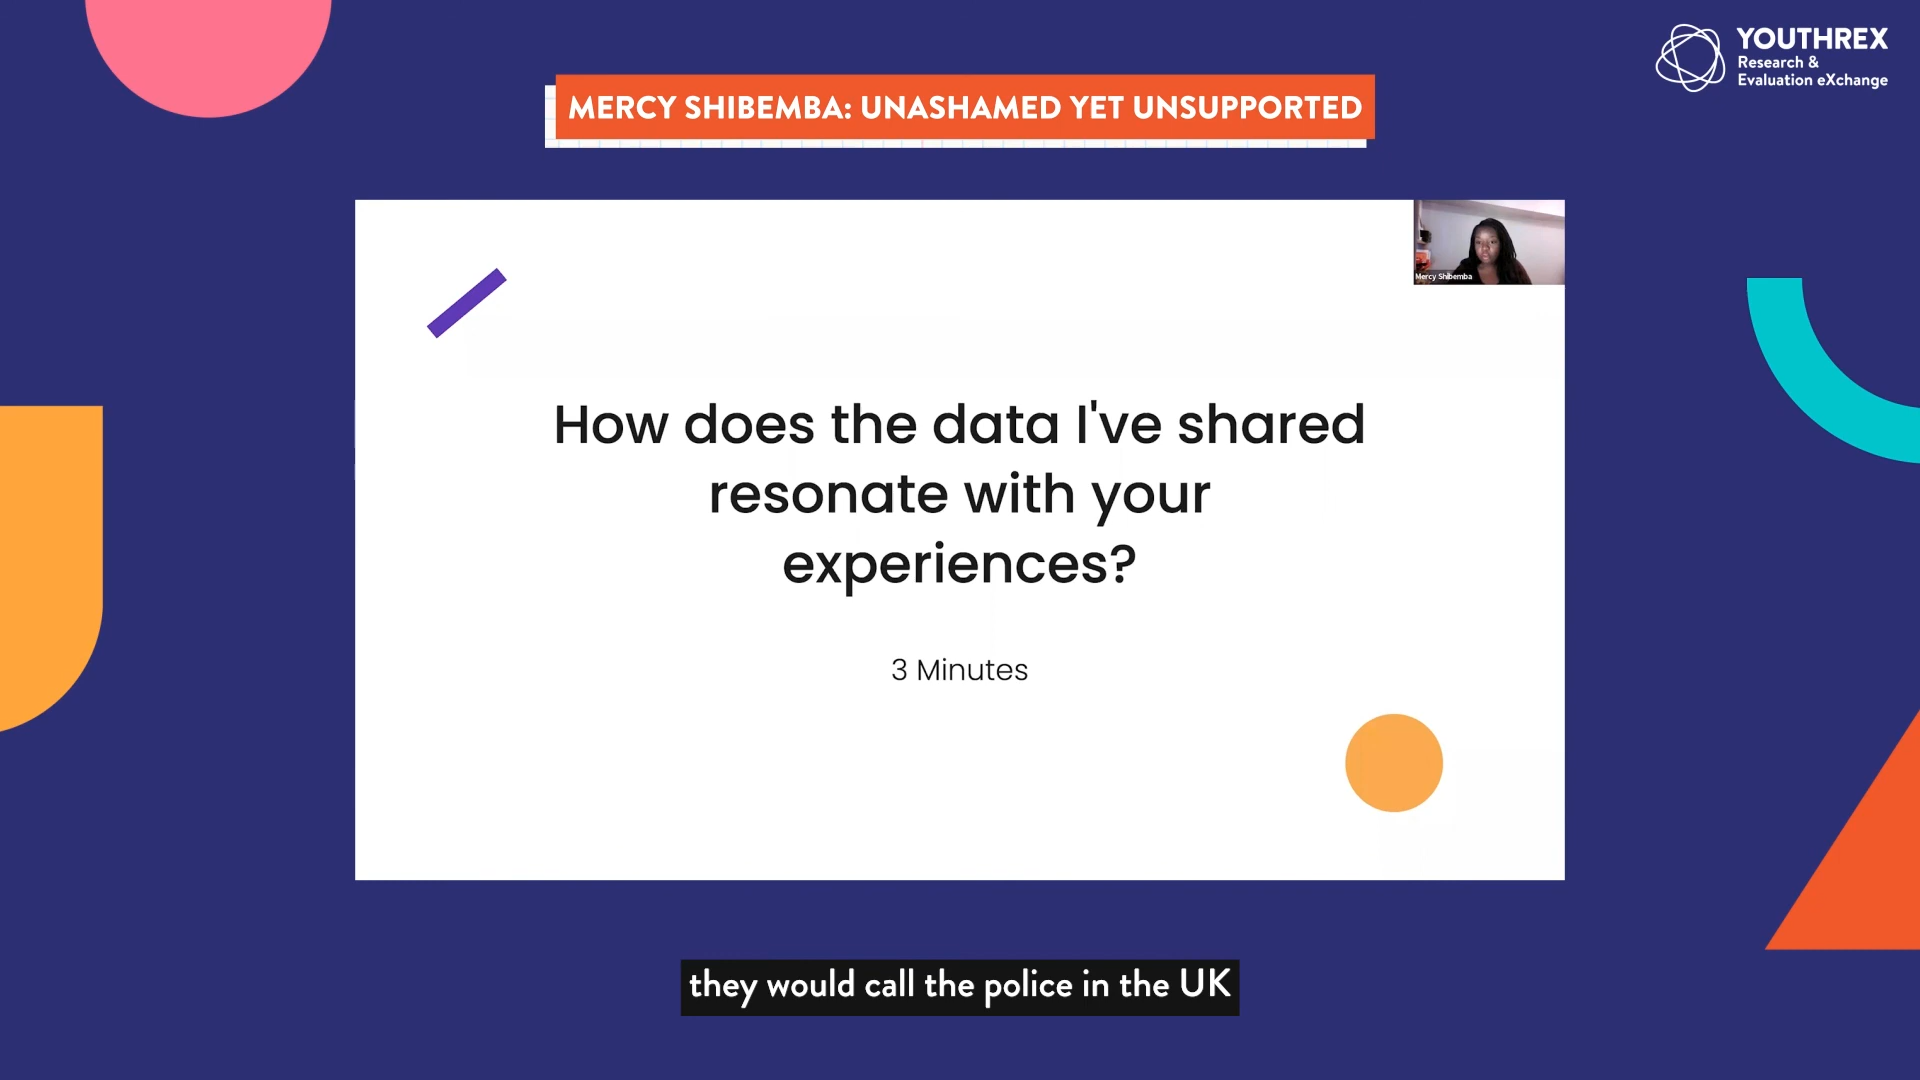 YOUTHREX
Research &
Evaluation eXchange
MERCY SHIBEMBA: UNASHAMED YET UNSUPPORTED
Mercy Shibemba
How does the data I've shared
resonate with your
experiences?
3 Minutes
they would call the police in the UK